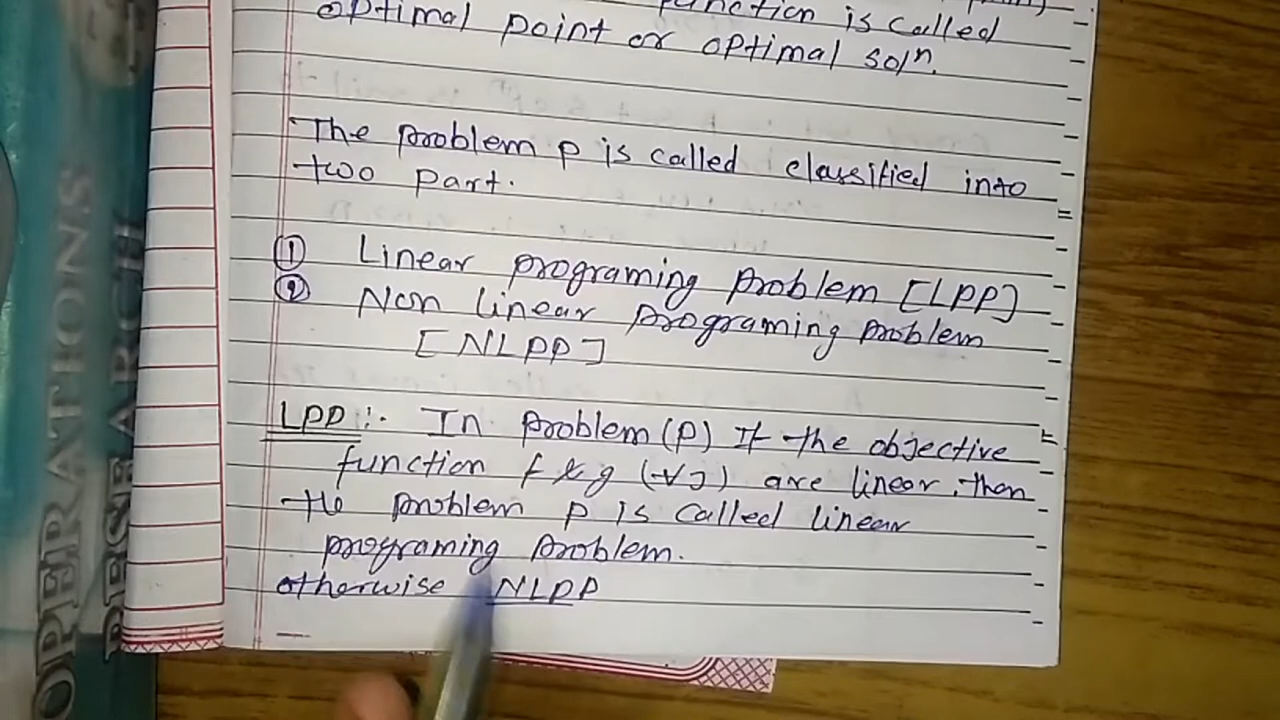 function is called
optimal point or optimal solⁿ.
The problem p is called classified into
two part.
① Linear programing problem [LPP]
② Non linear programing problem
[NLPP]
LPP :- In problem (P) If the objective
function f & g (∀J) are linear. then
the problem p is called linear
programing problem.
otherwise NLPP
OPERATIONS
RESEARCH